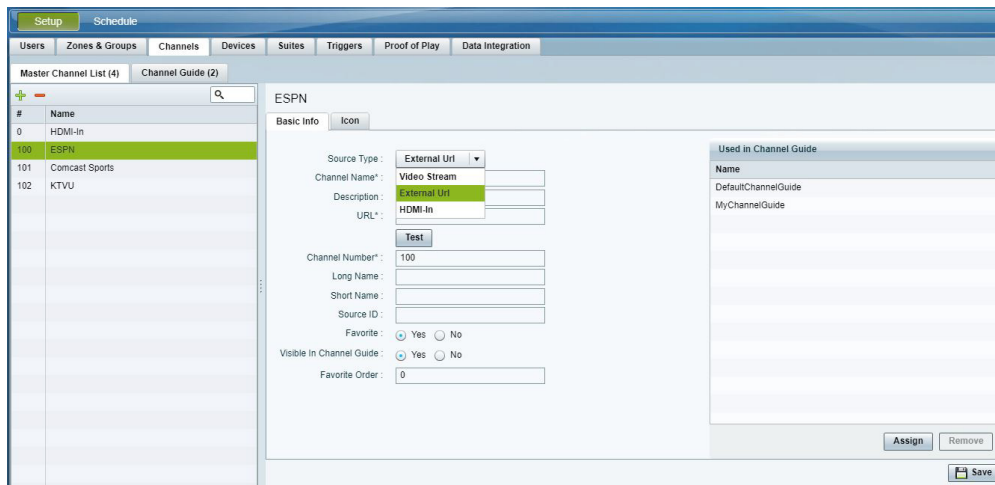 Setup Schedule
Users Zones & Groups Channels Devices Suites Triggers Proof of Play Data Integration
Master Channel List (4) Channel Guide (2)
# Name
0 HDMI-In
100 ESPN
101 Comcast Sports
102 KTVU
ESPN
Basic Info Icon
Source Type : External Url
Video Stream
External Url
HDMI-In
Channel Name* :
Description :
URL* :
Test
Channel Number* : 100
Long Name :
Short Name :
Source ID :
Favorite : Yes No
Visible In Channel Guide : Yes No
Favorite Order : 0
Used in Channel Guide
Name
DefaultChannelGuide
MyChannelGuide
Assign Remove
Save